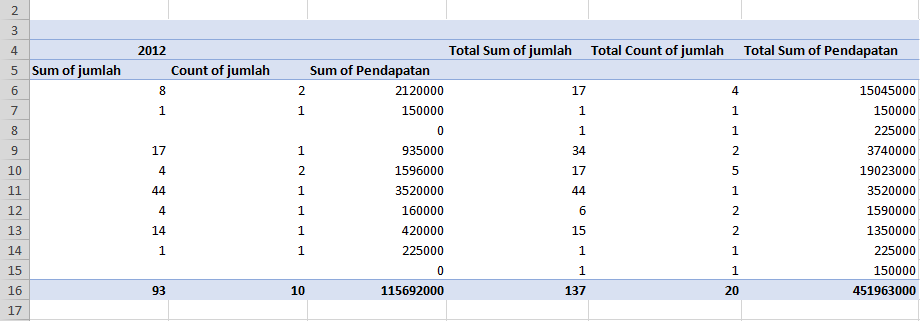 2
3
4 2012 Total Sum of jumlah Total Count of jumlah Total Sum of Pendapatan
5 Sum of jumlah Count of jumlah Sum of Pendapatan
6 8 2 2120000 17 4 15045000
7 1 1 150000 1 1 150000
8 0 1 1 225000
9 17 1 935000 34 2 3740000
10 4 2 1596000 17 5 19023000
11 44 1 3520000 44 1 3520000
12 4 1 160000 6 2 1590000
13 14 1 420000 15 2 1350000
14 1 1 225000 1 1 225000
15 0 1 1 150000
16 93 10 115692000 137 20 451963000
17